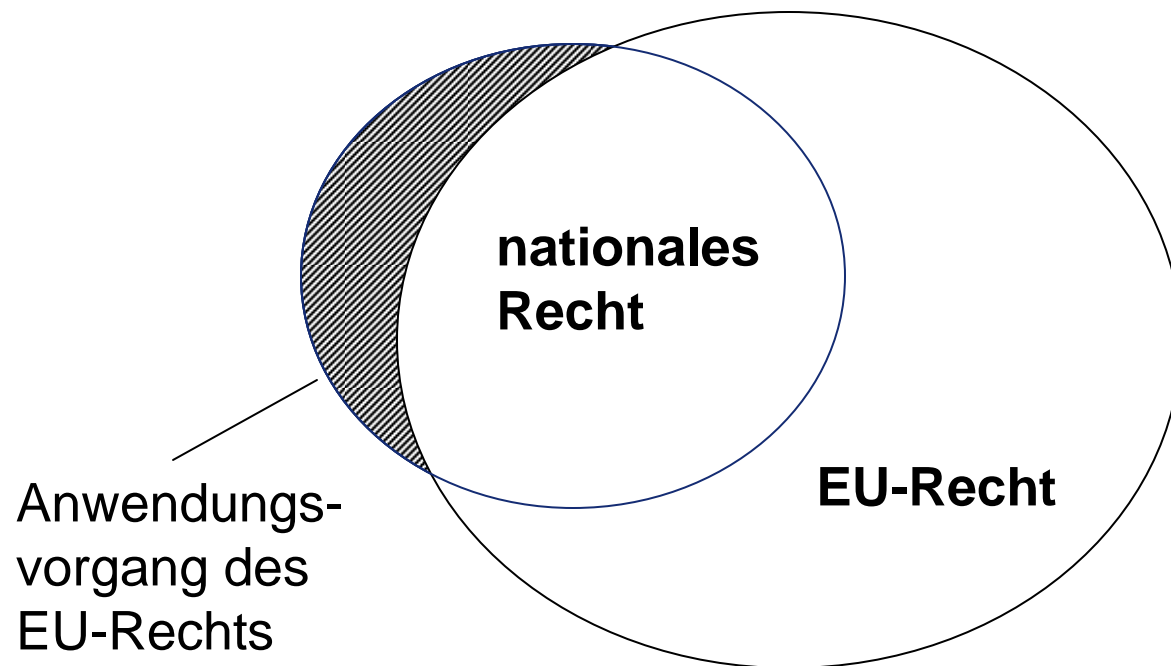 nationales
Recht
EU-Recht
Anwendungs-
vorgang des
EU-Rechts